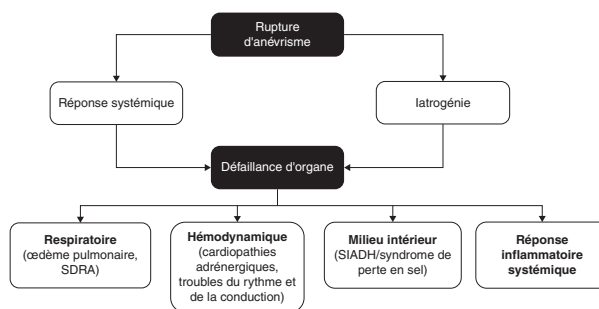 Rupture
d'anévrisme
Réponse systémique
Iatrogénie
Défaillance d'organe
Respiratoire
(œdème pulmonaire,
SDRA)
Hémodynamique
(cardiopathies
adrénergiques,
troubles du rythme et
de la conduction)
Milieu intérieur
(SIADH/syndrome de
perte en sel)
Réponse
inflammatoire
systémique